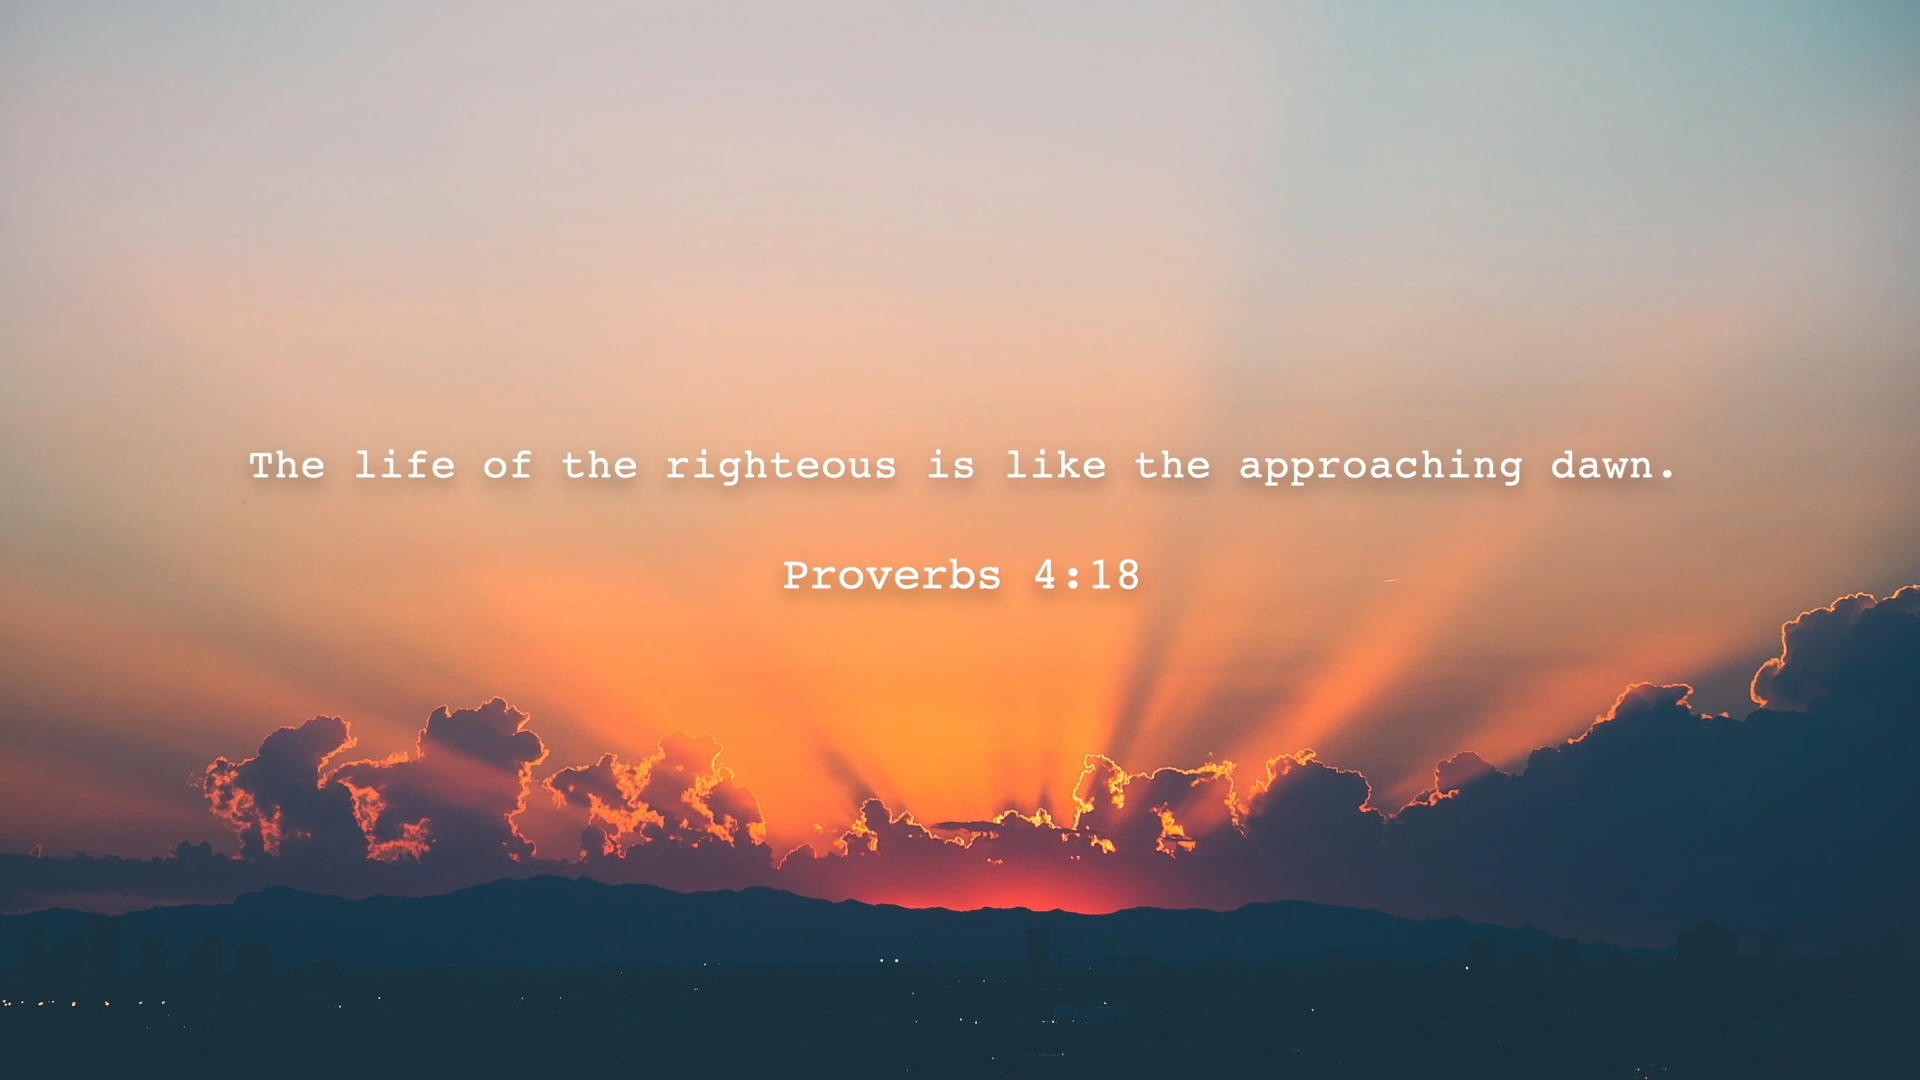 The life of the righteous is like the approaching dawn.
Proverbs 4:18